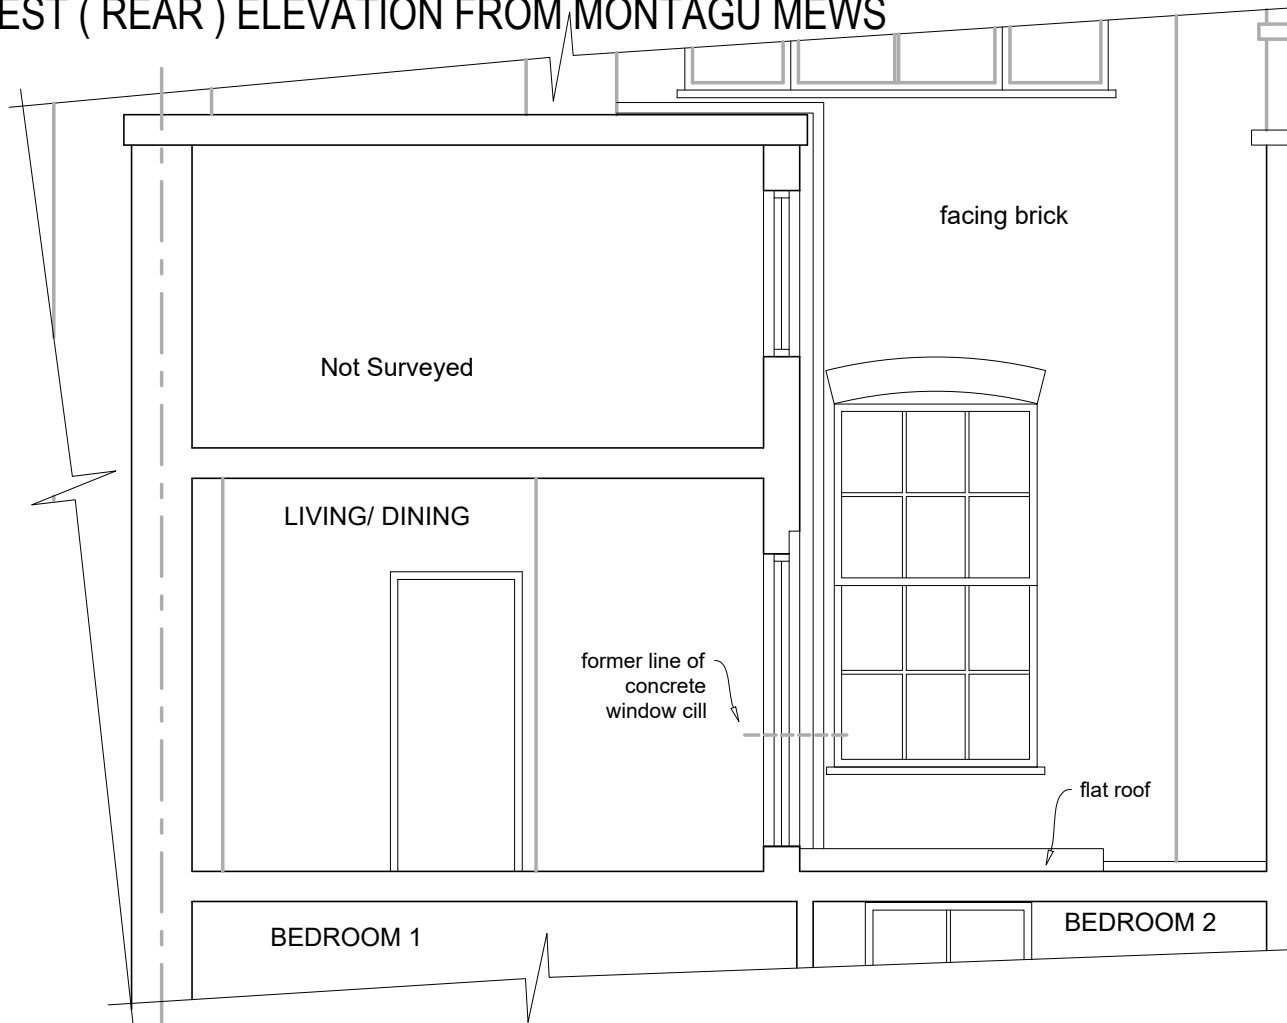 EST ( REAR ) ELEVATION FROM MONTAGU MEWS
facing brick
Not Surveyed
LIVING/ DINING
former line of
concrete
window cill
flat roof
BEDROOM 1
BEDROOM 2